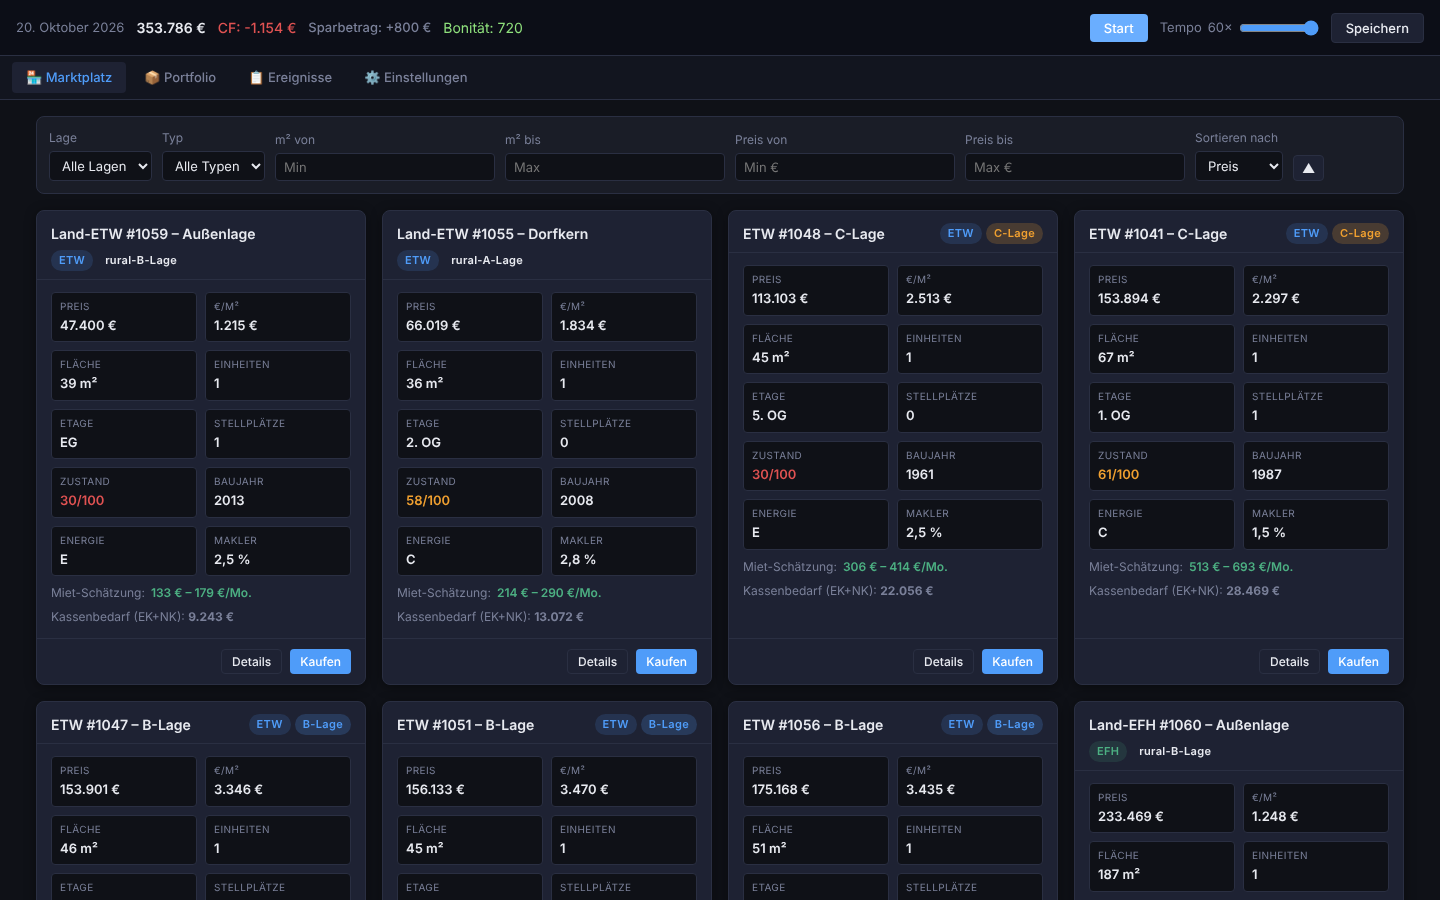 20. Oktober 2026 353.786 € CF: -1.154 € Sparbetrag: +800 € Bonität: 720 Start Tempo 60× Speichern
Marktplatz Portfolio Ereignisse Einstellungen
Lage Typ m² von m² bis Preis von Preis bis Sortieren nach
Alle Lagen Alle Typen Min Max Min € Max € Preis ▲
Land-ETW #1059 – Außenlage
ETW rural-B-Lage
PREIS €/M²
47.400 € 1.215 €
FLÄCHE EINHEITEN
39 m² 1
ETAGE STELLPLÄTZE
EG 1
ZUSTAND BAUJAHR
30/100 2013
ENERGIE MAKLER
E 2,5 %
Miet-Schätzung: 133 € – 179 €/Mo.
Kassenbedarf (EK+NK): 9.243 €
Details Kaufen
Land-ETW #1055 – Dorfkern
ETW rural-A-Lage
PREIS €/M²
66.019 € 1.834 €
FLÄCHE EINHEITEN
36 m² 1
ETAGE STELLPLÄTZE
2. OG 0
ZUSTAND BAUJAHR
58/100 2008
ENERGIE MAKLER
C 2,8 %
Miet-Schätzung: 214 € – 290 €/Mo.
Kassenbedarf (EK+NK): 13.072 €
Details Kaufen
ETW #1048 – C-Lage ETW C-Lage
PREIS €/M²
113.103 € 2.513 €
FLÄCHE EINHEITEN
45 m² 1
ETAGE STELLPLÄTZE
5. OG 0
ZUSTAND BAUJAHR
30/100 1961
ENERGIE MAKLER
E 2,5 %
Miet-Schätzung: 306 € – 414 €/Mo.
Kassenbedarf (EK+NK): 22.056 €
Details Kaufen
ETW #1041 – C-Lage ETW C-Lage
PREIS €/M²
153.894 € 2.297 €
FLÄCHE EINHEITEN
67 m² 1
ETAGE STELLPLÄTZE
1. OG 1
ZUSTAND BAUJAHR
61/100 1987
ENERGIE MAKLER
C 1,5 %
Miet-Schätzung: 513 € – 693 €/Mo.
Kassenbedarf (EK+NK): 28.469 €
Details Kaufen
ETW #1047 – B-Lage ETW B-Lage
PREIS €/M²
153.901 € 3.346 €
FLÄCHE EINHEITEN
46 m² 1
ETAGE STELLPLÄTZE
ETW #1051 – B-Lage ETW B-Lage
PREIS €/M²
156.133 € 3.470 €
FLÄCHE EINHEITEN
45 m² 1
ETAGE STELLPLÄTZE
ETW #1056 – B-Lage ETW B-Lage
PREIS €/M²
175.168 € 3.435 €
FLÄCHE EINHEITEN
51 m² 1
ETAGE STELLPLÄTZE
Land-EFH #1060 – Außenlage
EFH rural-B-Lage
PREIS €/M²
233.469 € 1.248 €
FLÄCHE EINHEITEN
187 m² 1